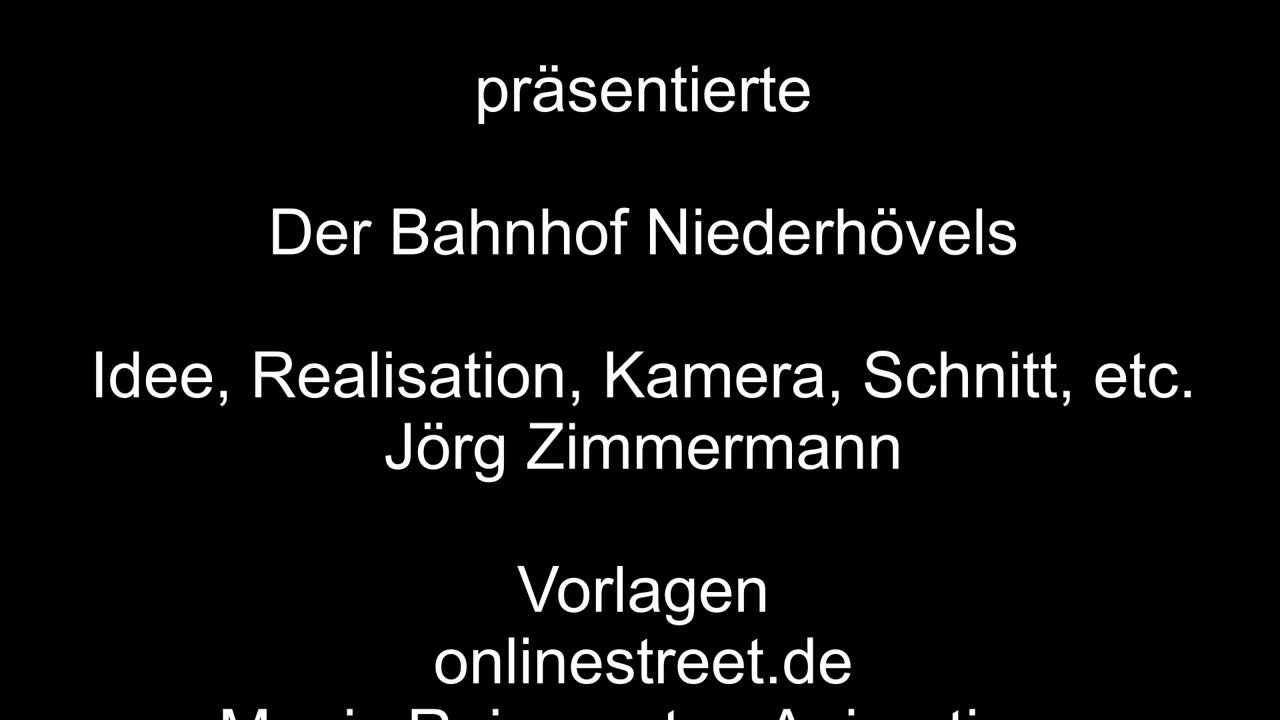 präsentierte
Der Bahnhof Niederhövels
Idee, Realisation, Kamera, Schnitt, etc.
Jörg Zimmermann
Vorlagen
onlinestreet.de